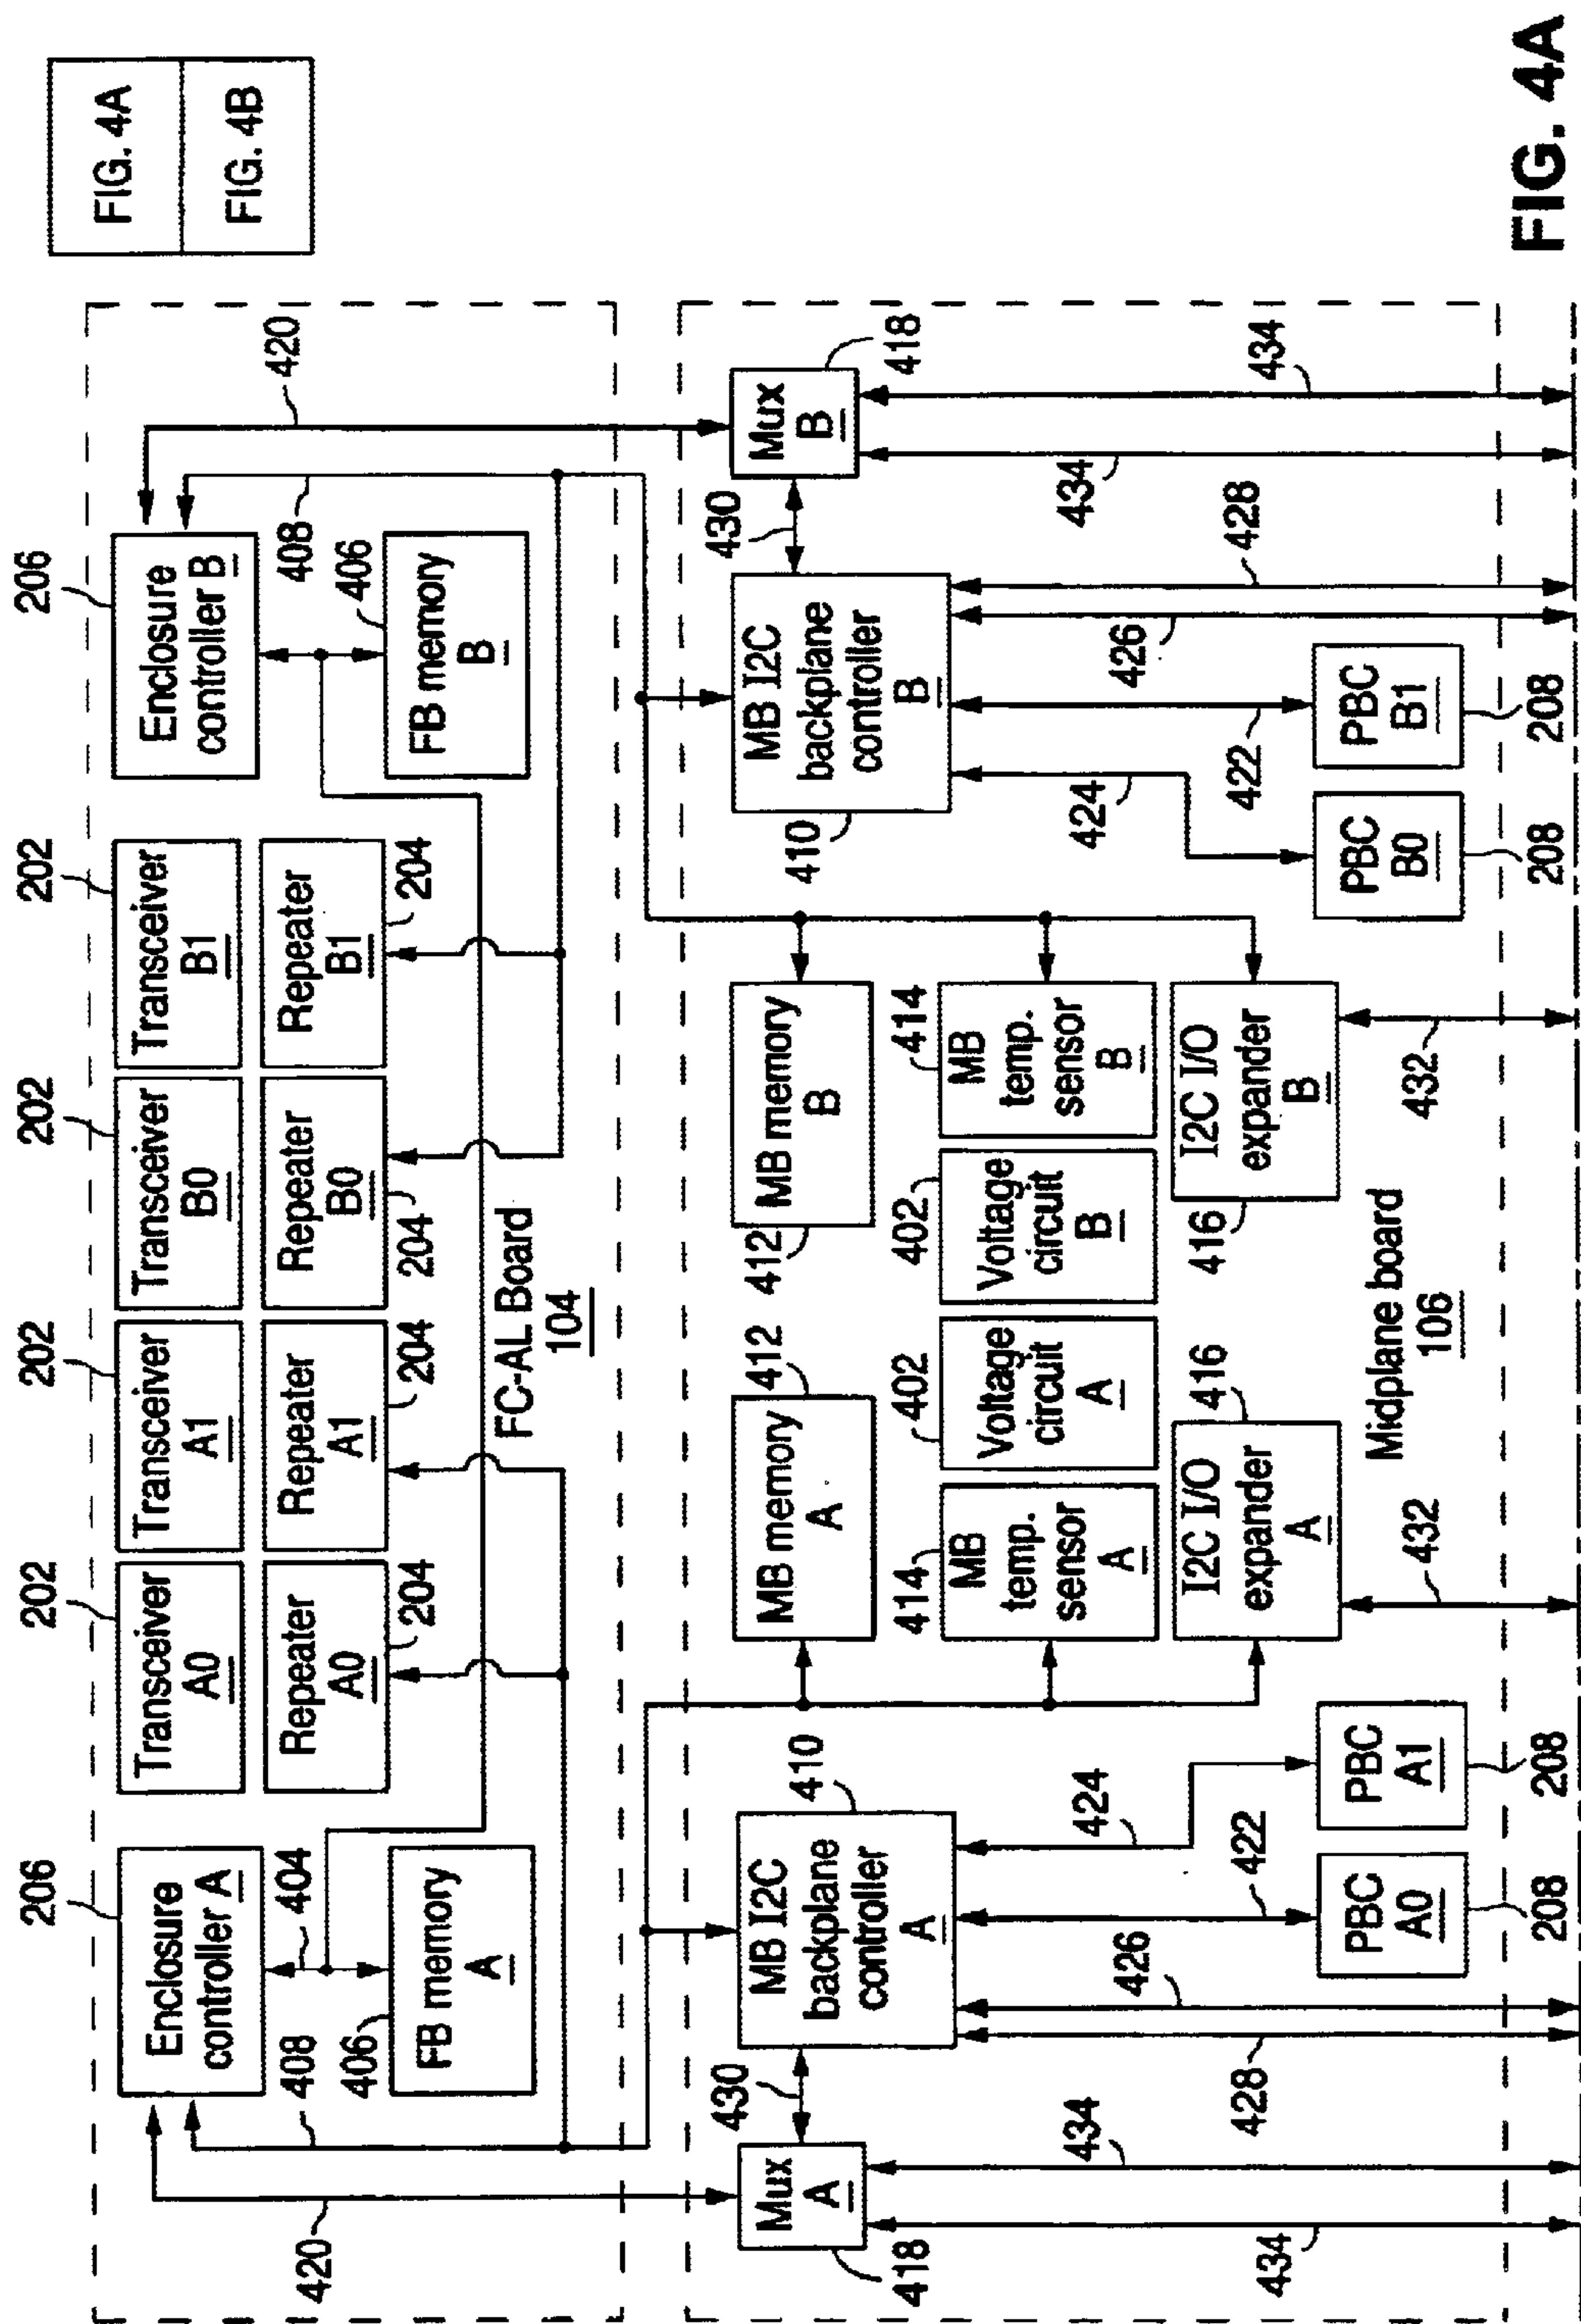 FIG. 4A
FIG. 4B
206
202
202
202
202
206
Enclosure
controller A
Transceiver
A0
Transceiver
A1
Transceiver
B0
Transceiver
B1
Enclosure
controller B
404
408
406
FB memory
A
Repeater
A0
204
Repeater
A1
204
Repeater
B0
204
Repeater
B1
204
408
406
FB memory
B
420
420
FC-AL Board
104
Mux
A
418
430
MB I2C
backplane
controller
A
410
MB memory
A
412
MB memory
B
412
MB I2C
backplane
controller
B
410
430
Mux
B
418
414
MB
temp.
sensor
A
402
Voltage
circuit
A
402
Voltage
circuit
B
414
MB
temp.
sensor
B
434
434
428
426
422
424
I2C I/O
expander
A
416
I2C I/O
expander
B
416
424
422
426
428
434
434
PBC
A0
208
PBC
A1
208
432
Midplane board
106
432
PBC
B0
208
PBC
B1
208
FIG. 4A